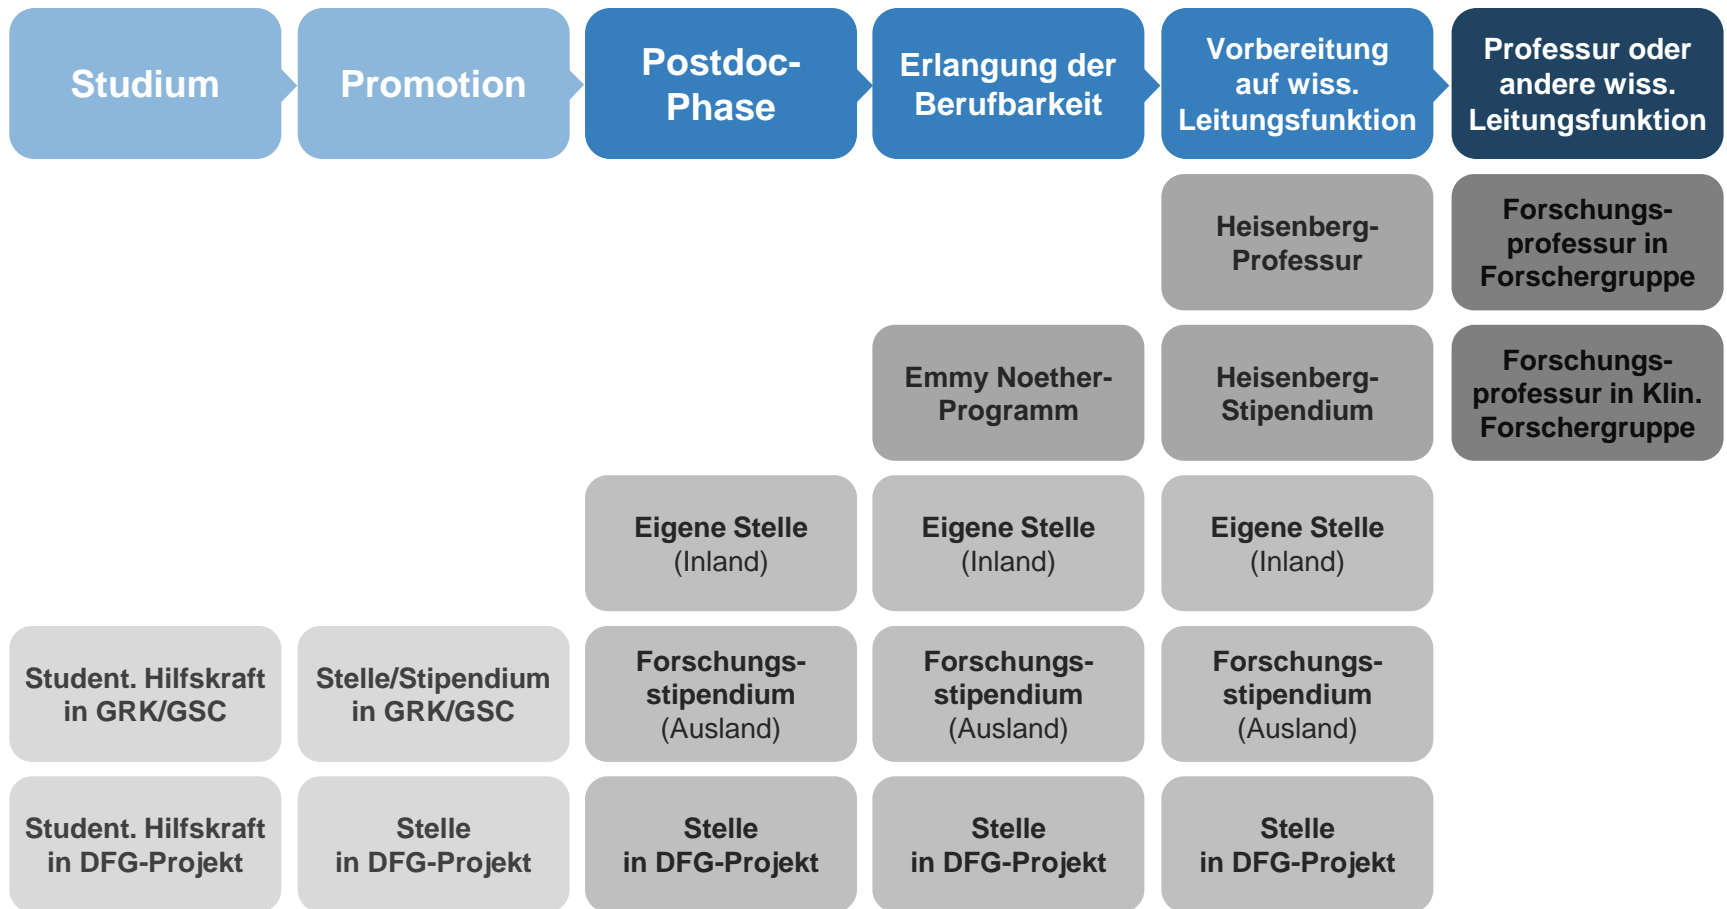 Studium
Promotion
Postdoc-
Phase
Erlangung der
Berufbarkeit
Vorbereitung
auf wiss.
Leitungsfunktion
Professur oder
andere wiss.
Leitungsfunktion
Heisenberg-
Professur
Forschungs-
professur in
Forschergruppe
Emmy Noether-
Programm
Heisenberg-
Stipendium
Forschungs-
professur in Klin.
Forschergruppe
Eigene Stelle
(Inland)
Eigene Stelle
(Inland)
Eigene Stelle
(Inland)
Student. Hilfskraft
in GRK/GSC
Stelle/Stipendium
in GRK/GSC
Forschungs-
stipendium
(Ausland)
Forschungs-
stipendium
(Ausland)
Forschungs-
stipendium
(Ausland)
Student. Hilfskraft
in DFG-Projekt
Stelle
in DFG-Projekt
Stelle
in DFG-Projekt
Stelle
in DFG-Projekt
Stelle
in DFG-Projekt